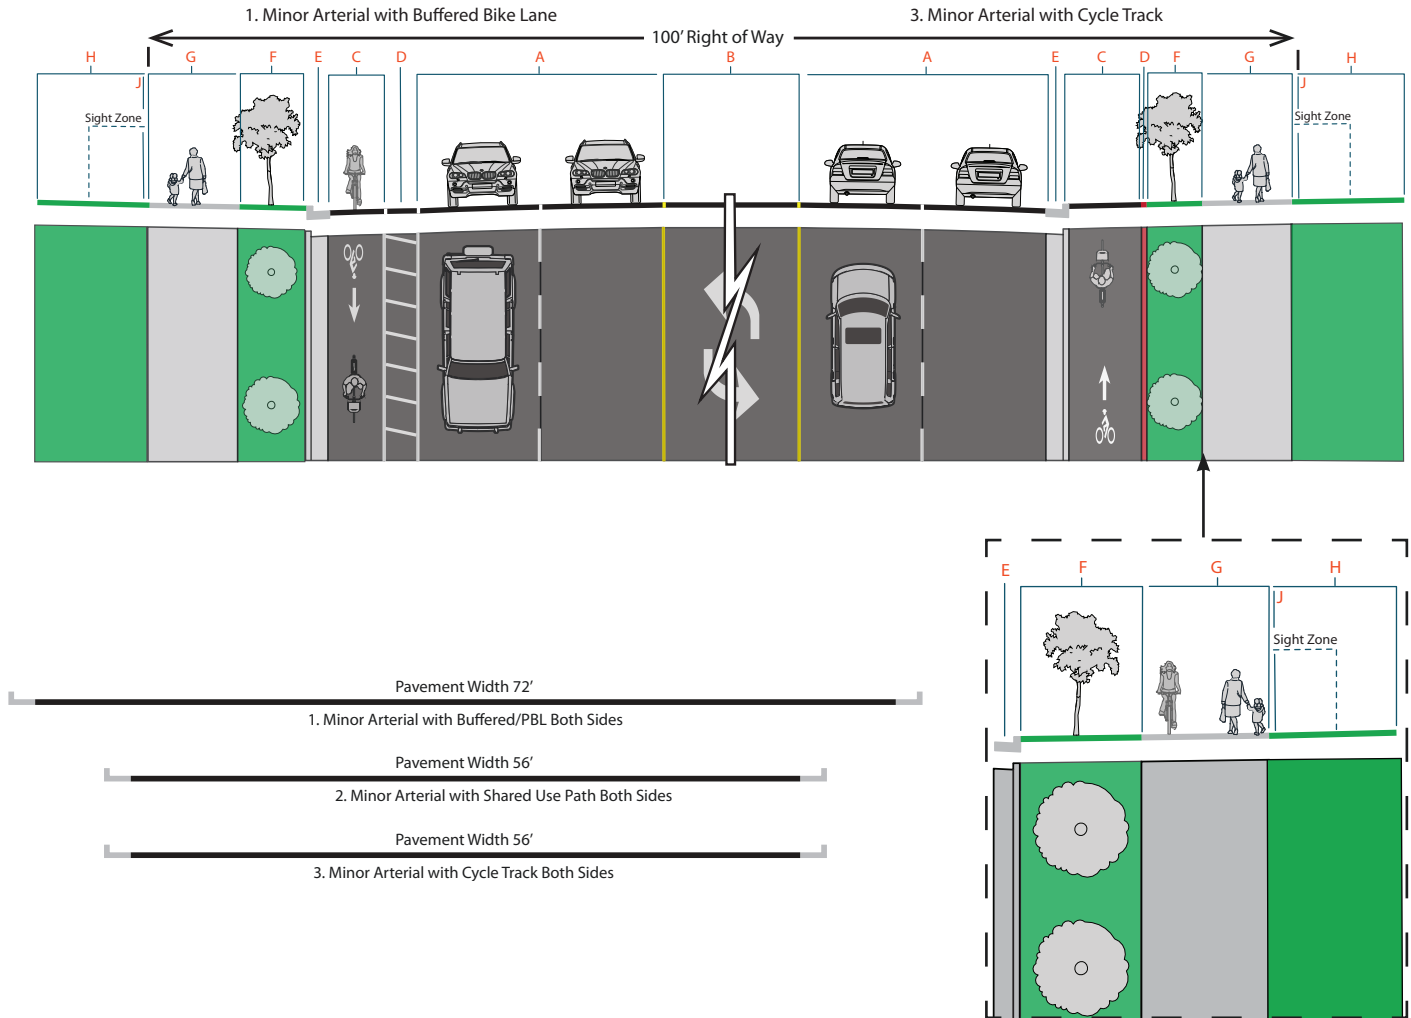 1. Minor Arterial with Buffered Bike Lane
3. Minor Arterial with Cycle Track
100’ Right of Way
H G F E C D A B A E C D F G H
J J
Sight Zone
Sight Zone
E F G H
J
Sight Zone
Pavement Width 72’
1. Minor Arterial with Buffered/PBL Both Sides
Pavement Width 56’
2. Minor Arterial with Shared Use Path Both Sides
Pavement Width 56’
3. Minor Arterial with Cycle Track Both Sides